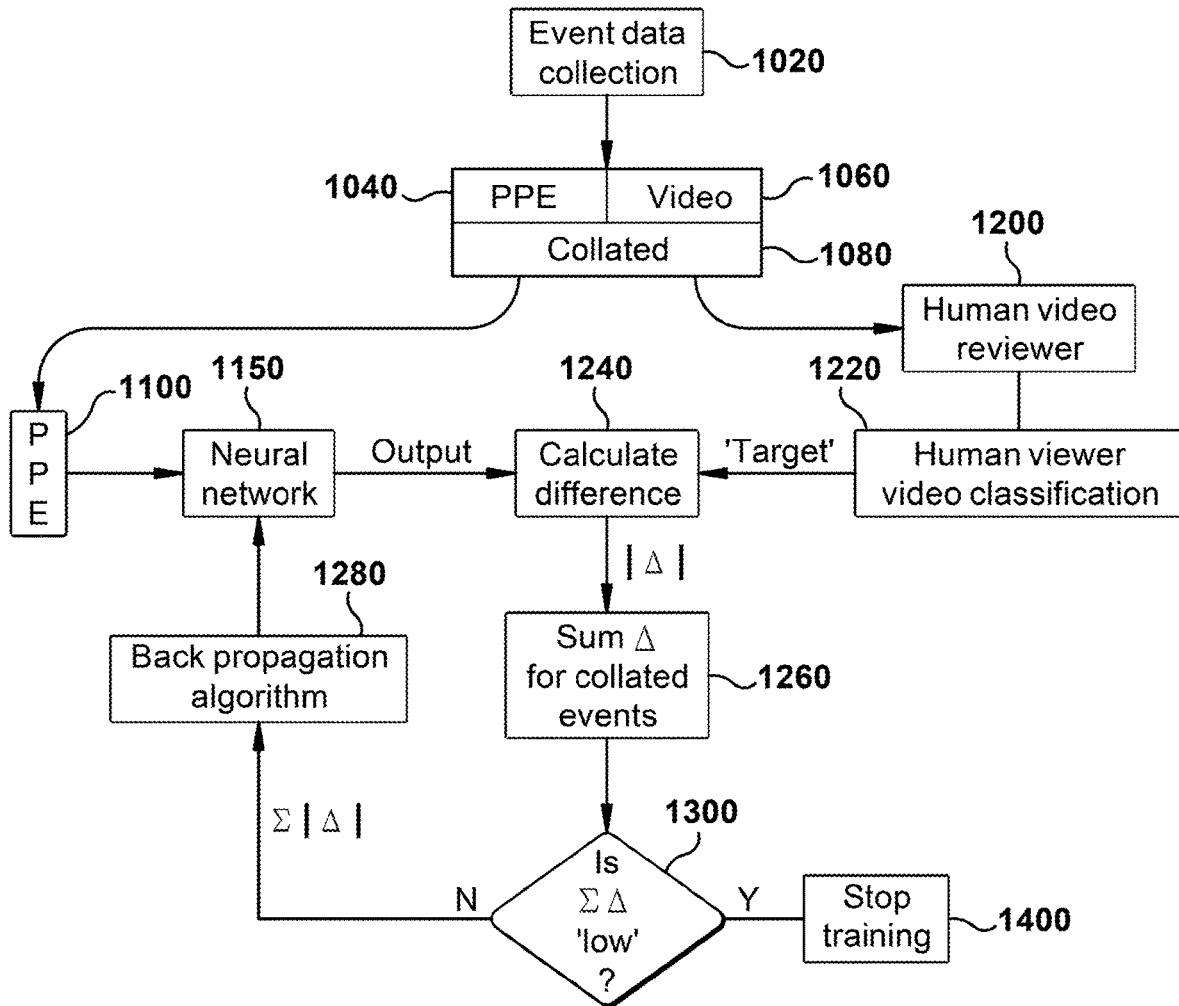 Event data
collection
1020
1040
PPE
Video
1060
Collated
1080
1200
Human video
reviewer
1100
P
P
E
1150
Neural
network
Output
1240
Calculate
difference
'Target'
1220
Human viewer
video classification
| Δ |
1280
Back propagation
algorithm
Sum Δ
for collated
events
1260
Σ | Δ |
1300
Is
Σ Δ
'low'
?
N
Y
Stop
training
1400